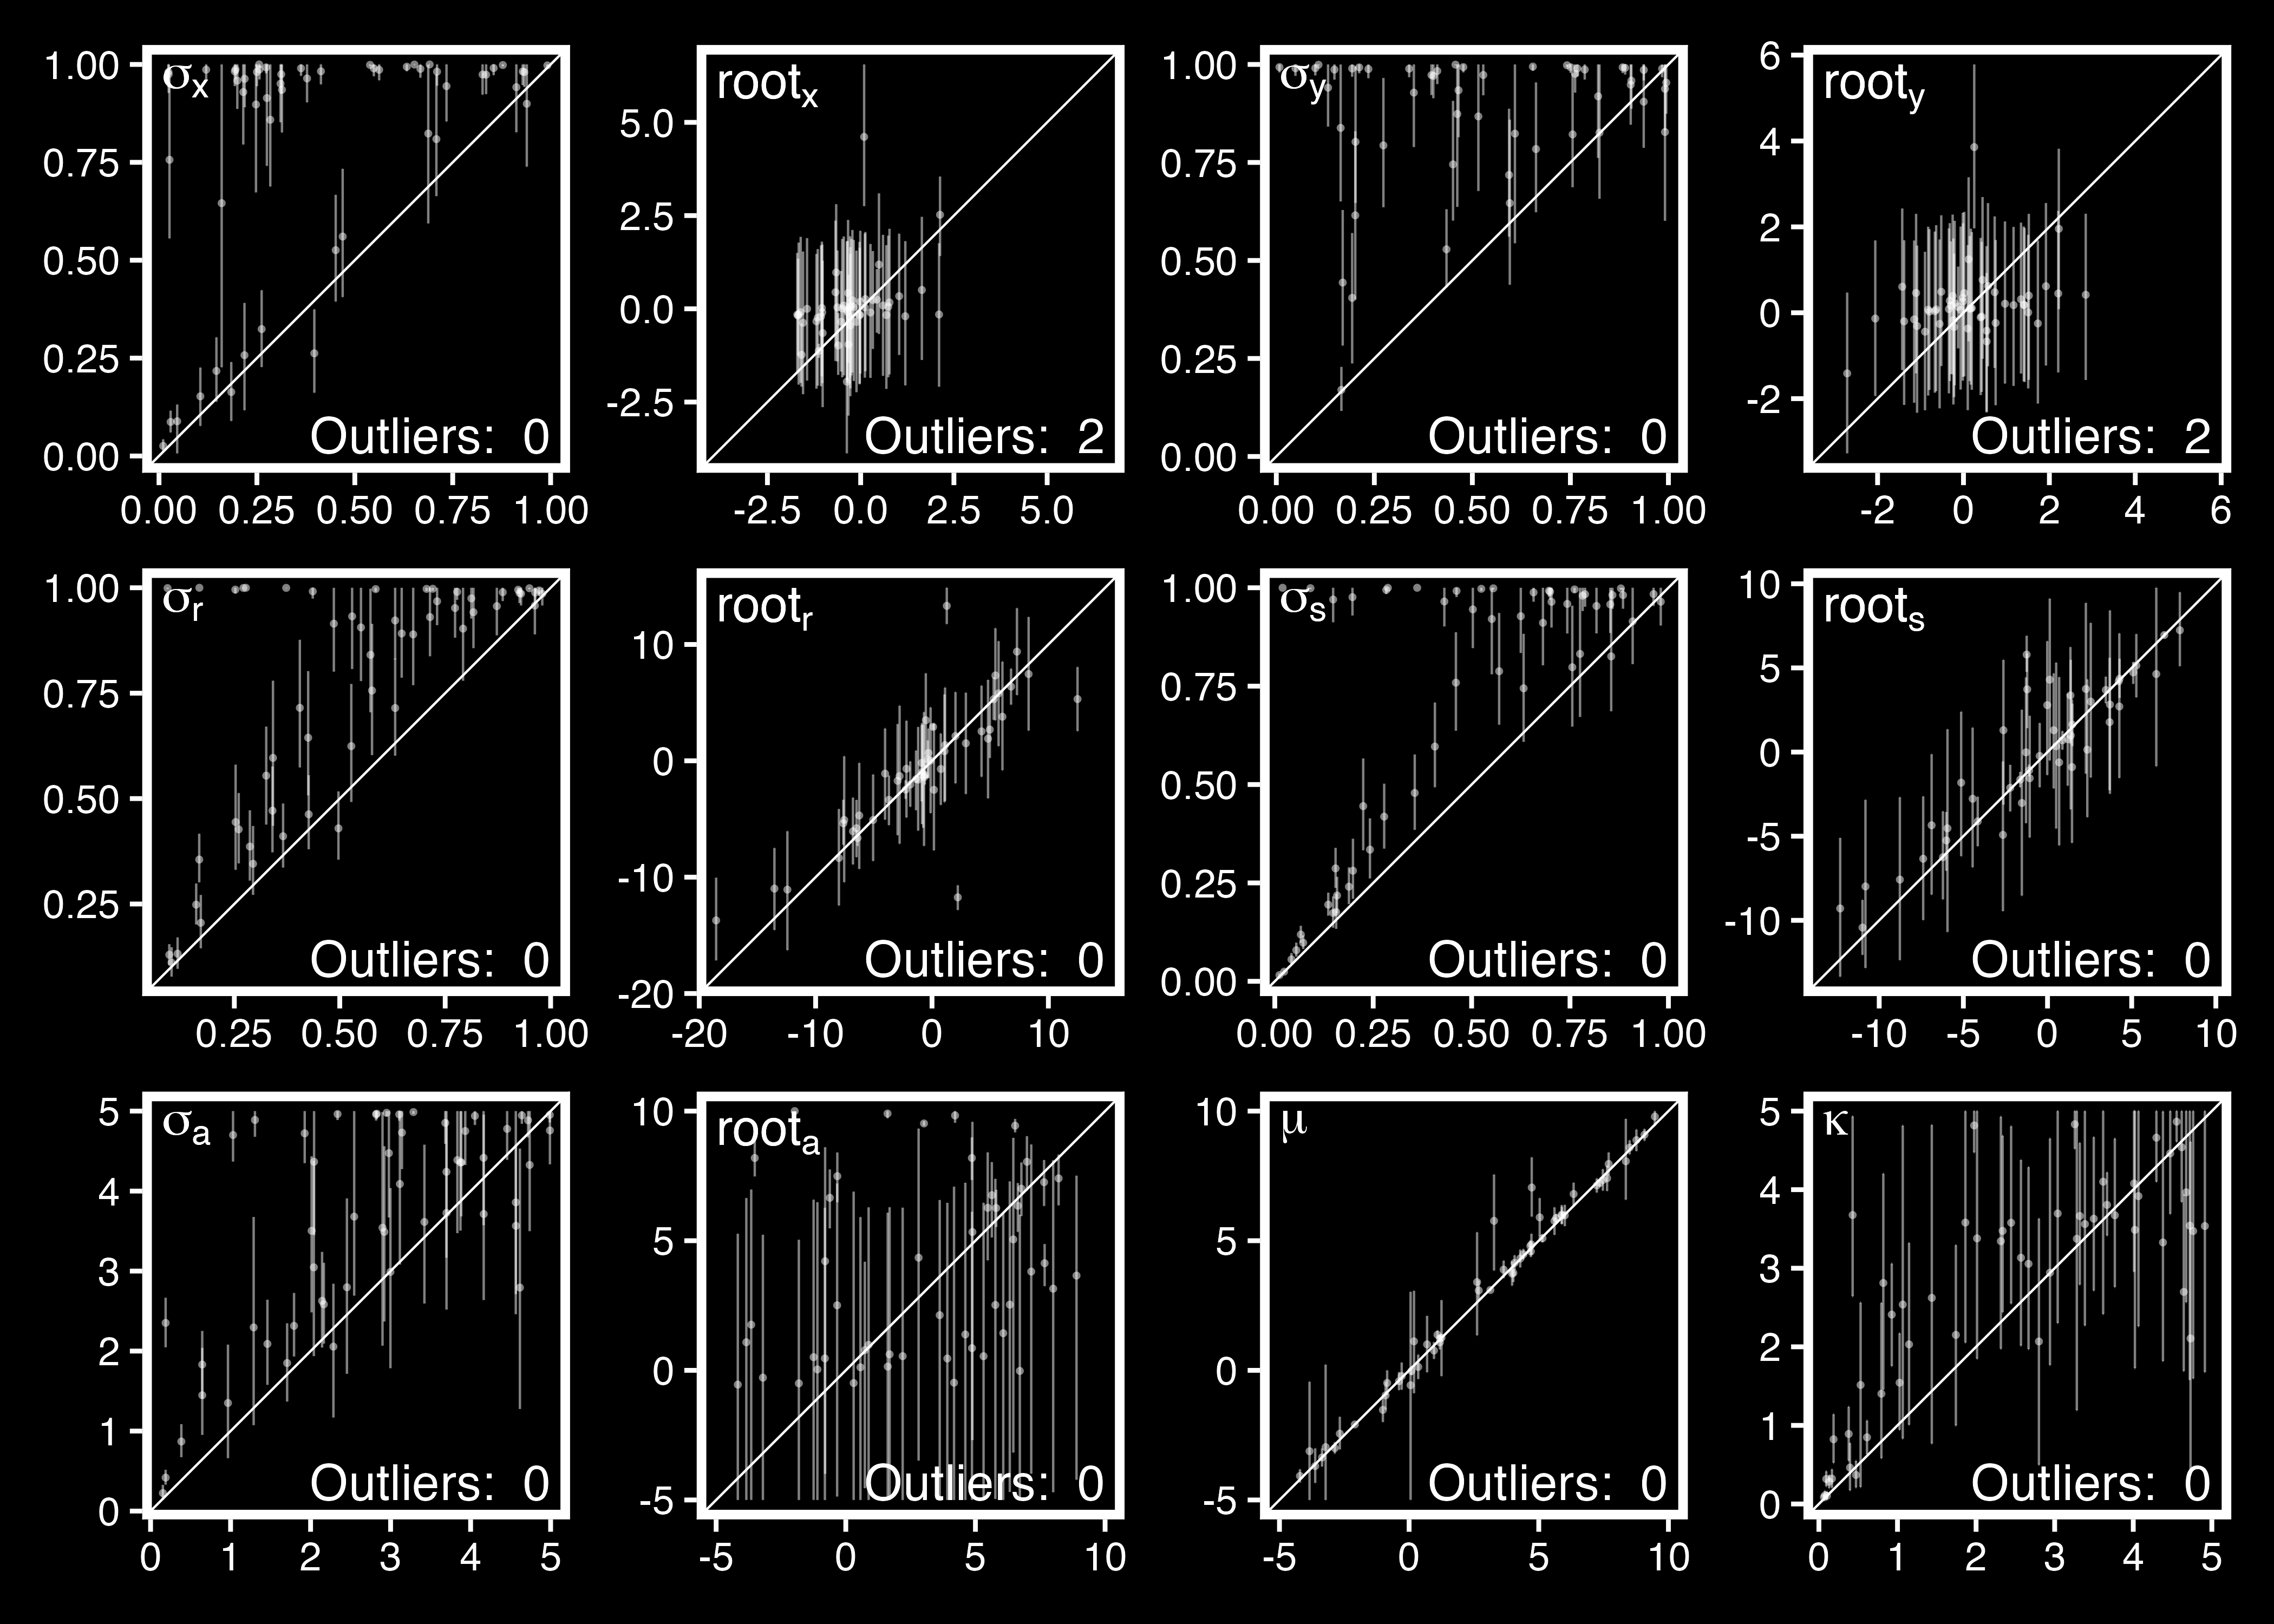 σx
Outliers: 0
1.00
0.75
0.50
0.25
0.00
0.00 0.25 0.50 0.75 1.00
rootx
Outliers: 2
5.0
2.5
0.0
-2.5
-2.5 0.0 2.5 5.0
σy
Outliers: 0
1.00
0.75
0.50
0.25
0.00
0.00 0.25 0.50 0.75 1.00
rooty
Outliers: 2
6
4
2
0
-2
-2 0 2 4 6
σr
Outliers: 0
1.00
0.75
0.50
0.25
0.25 0.50 0.75 1.00
rootr
Outliers: 0
10
0
-10
-20
-20 -10 0 10
σs
Outliers: 0
1.00
0.75
0.50
0.25
0.00
0.00 0.25 0.50 0.75 1.00
roots
Outliers: 0
10
5
0
-5
-10
-10 -5 0 5 10
σa
Outliers: 0
5
4
3
2
1
0
0 1 2 3 4 5
roota
Outliers: 0
10
5
0
-5
-5 0 5 10
μ
Outliers: 0
10
5
0
-5
-5 0 5 10
κ
Outliers: 0
5
4
3
2
1
0
0 1 2 3 4 5